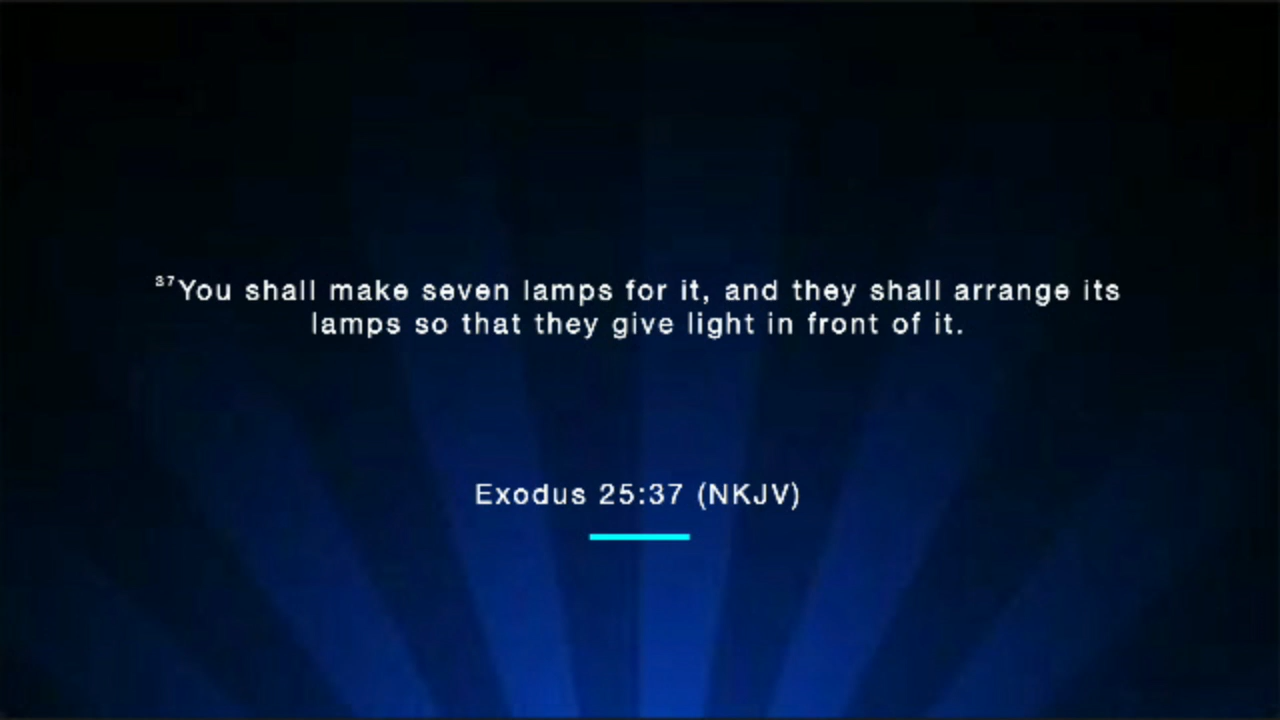 ³⁷You shall make seven lamps for it, and they shall arrange its
lamps so that they give light in front of it.
Exodus 25:37 (NKJV)